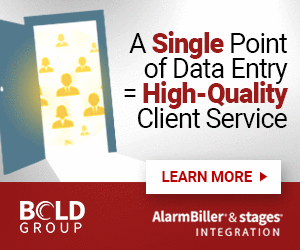 A Single Point
of Data Entry
= High-Quality
Client Service
LEARN MORE
BOLD
GROUP
AlarmBiller® & stages®
INTEGRATION